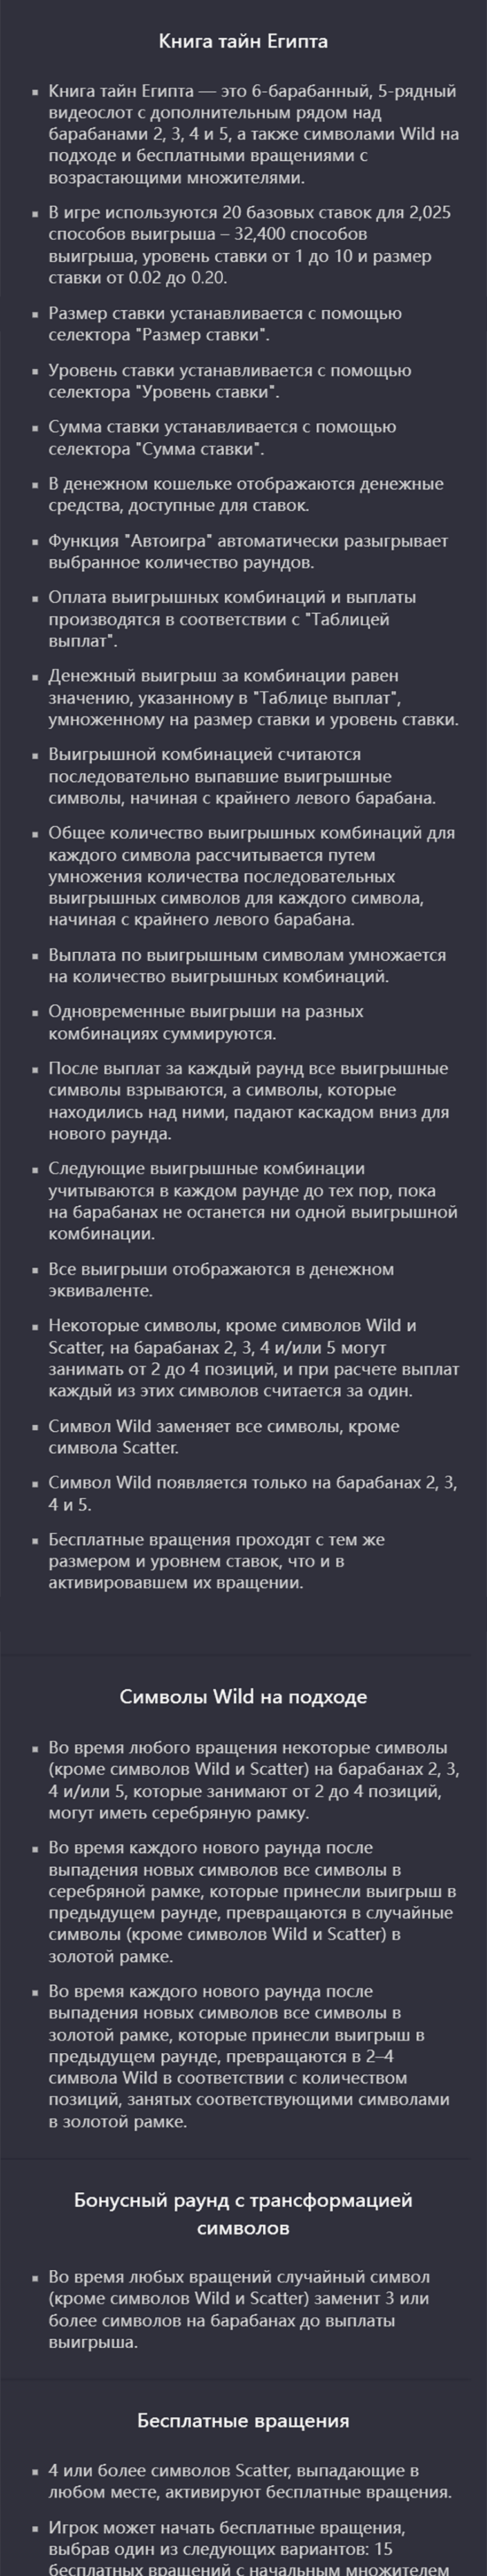 Книга тайн Египта
▪ Книга тайн Египта — это 6-барабанный, 5-рядный
видеослот с дополнительным рядом над
барабанами 2, 3, 4 и 5, а также символами Wild на
подходе и бесплатными вращениями с
возрастающими множителями.
▪ В игре используются 20 базовых ставок для 2,025
способов выигрыша – 32,400 способов
выигрыша, уровень ставки от 1 до 10 и размер
ставки от 0.02 до 0.20.
▪ Размер ставки устанавливается с помощью
селектора "Размер ставки".
▪ Уровень ставки устанавливается с помощью
селектора "Уровень ставки".
▪ Сумма ставки устанавливается с помощью
селектора "Сумма ставки".
▪ В денежном кошельке отображаются денежные
средства, доступные для ставок.
▪ Функция "Автоигра" автоматически разыгрывает
выбранное количество раундов.
▪ Оплата выигрышных комбинаций и выплаты
производятся в соответствии с "Таблицей
выплат".
▪ Денежный выигрыш за комбинации равен
значению, указанному в "Таблице выплат",
умноженному на размер ставки и уровень ставки.
▪ Выигрышной комбинацией считаются
последовательно выпавшие выигрышные
символы, начиная с крайнего левого барабана.
▪ Общее количество выигрышных комбинаций для
каждого символа рассчитывается путем
умножения количества последовательных
выигрышных символов для каждого символа,
начиная с крайнего левого барабана.
▪ Выплата по выигрышным символам умножается
на количество выигрышных комбинаций.
▪ Одновременные выигрыши на разных
комбинациях суммируются.
▪ После выплат за каждый раунд все выигрышные
символы взрываются, а символы, которые
находились над ними, падают каскадом вниз для
нового раунда.
▪ Следующие выигрышные комбинации
учитываются в каждом раунде до тех пор, пока
на барабанах не останется ни одной выигрышной
комбинации.
▪ Все выигрыши отображаются в денежном
эквиваленте.
▪ Некоторые символы, кроме символов Wild и
Scatter, на барабанах 2, 3, 4 и/или 5 могут
занимать от 2 до 4 позиций, и при расчете выплат
каждый из этих символов считается за один.
▪ Символ Wild заменяет все символы, кроме
символа Scatter.
▪ Символ Wild появляется только на барабанах 2, 3,
4 и 5.
▪ Бесплатные вращения проходят с тем же
размером и уровнем ставок, что и в
активировавшем их вращении.
Символы Wild на подходе
▪ Во время любого вращения некоторые символы
(кроме символов Wild и Scatter) на барабанах 2, 3,
4 и/или 5, которые занимают от 2 до 4 позиций,
могут иметь серебряную рамку.
▪ Во время каждого нового раунда после
выпадения новых символов все символы в
серебряной рамке, которые принесли выигрыш в
предыдущем раунде, превращаются в случайные
символы (кроме символов Wild и Scatter) в
золотой рамке.
▪ Во время каждого нового раунда после
выпадения новых символов все символы в
золотой рамке, которые принесли выигрыш в
предыдущем раунде, превращаются в 2–4
символа Wild в соответствии с количеством
позиций, занятых соответствующими символами
в золотой рамке.
Бонусный раунд с трансформацией
символов
▪ Во время любых вращений случайный символ
(кроме символов Wild и Scatter) заменит 3 или
более символов на барабанах до выплаты
выигрыша.
Бесплатные вращения
▪ 4 или более символов Scatter, выпадающие в
любом месте, активируют бесплатные вращения.
▪ Игрок может начать бесплатные вращения,
выбрав один из следующих вариантов: 15
бесплатных вращений с начальным множителем